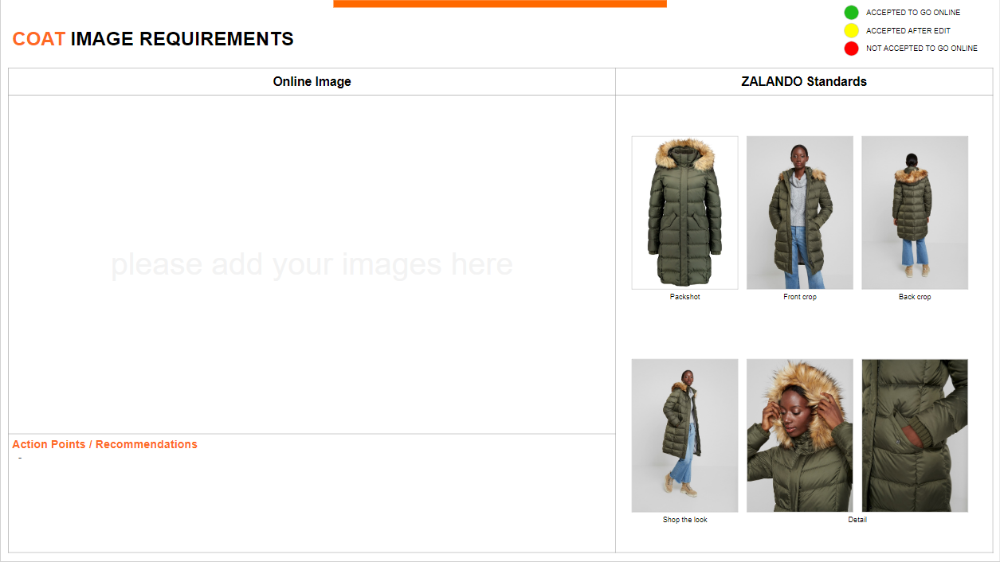 ACCEPTED TO GO ONLINE
ACCEPTED AFTER EDIT
NOT ACCEPTED TO GO ONLINE
COAT IMAGE REQUIREMENTS
Online Image
ZALANDO Standards
please add your images here
Packshot
Front crop
Back crop
Action Points / Recommendations
-
Shop the look
Detail